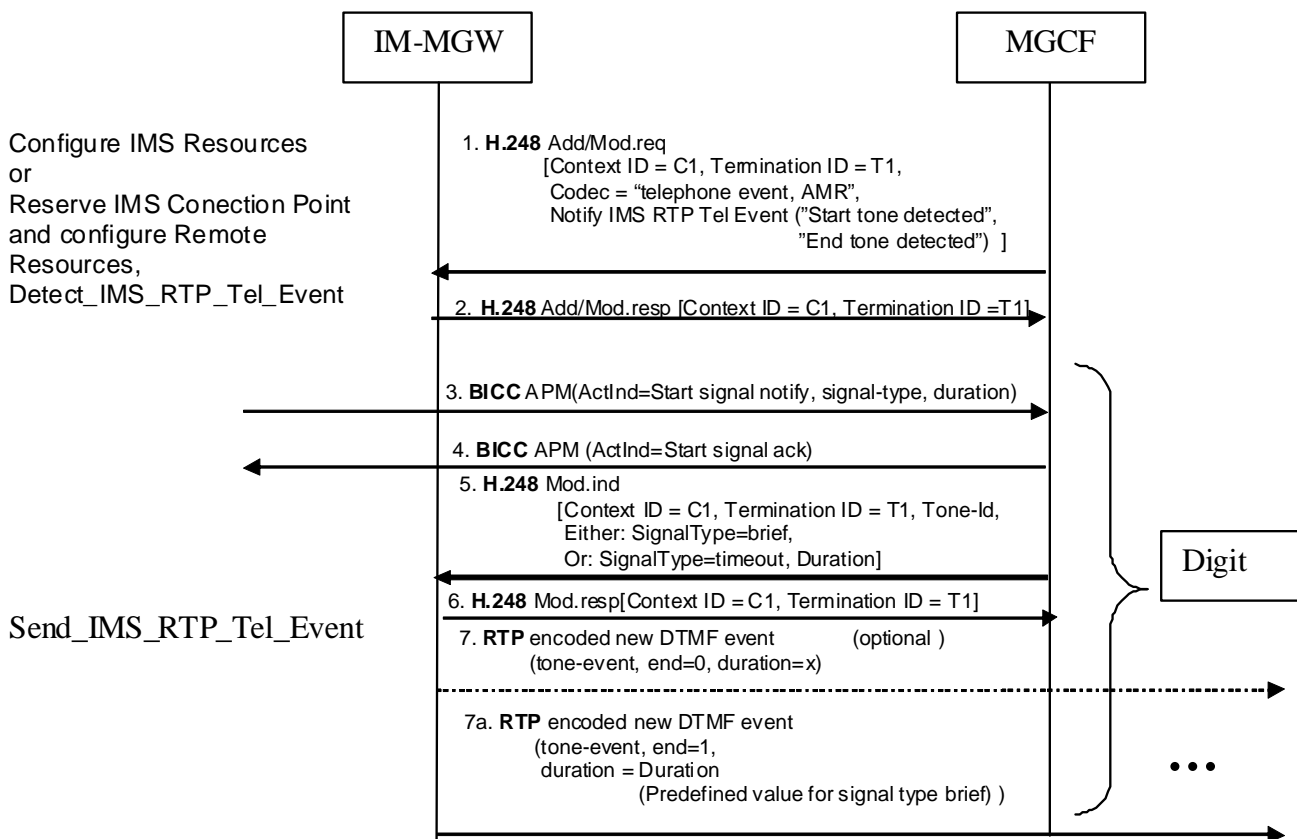 IM-MGW
MGCF
Configure IMS Resources
or
Reserve IMS Conection Point
and configure Remote
Resources,
Detect_IMS_RTP_Tel_Event
1. H.248 Add/Mod.req
[Context ID = C1, Termination ID = T1,
Codec = “telephone event, AMR”,
Notify IMS RTP Tel Event (”Start tone detected”,
”End tone detected”) ]
2. H.248 Add/Mod.resp [Context ID = C1, Termination ID =T1]
3. BICC APM(ActInd=Start signal notify, signal-type, duration)
4. BICC APM (ActInd=Start signal ack)
5. H.248 Mod.ind
[Context ID = C1, Termination ID = T1, Tone-Id,
Either: SignalType=brief,
Or: SignalType=timeout, Duration]
Digit
6. H.248 Mod.resp[Context ID = C1, Termination ID = T1]
Send_IMS_RTP_Tel_Event
7. RTP encoded new DTMF event (optional )
(tone-event, end=0, duration=x)
7a. RTP encoded new DTMF event
(tone-event, end=1,
duration = Duration
(Predefined value for signal type brief) )
...